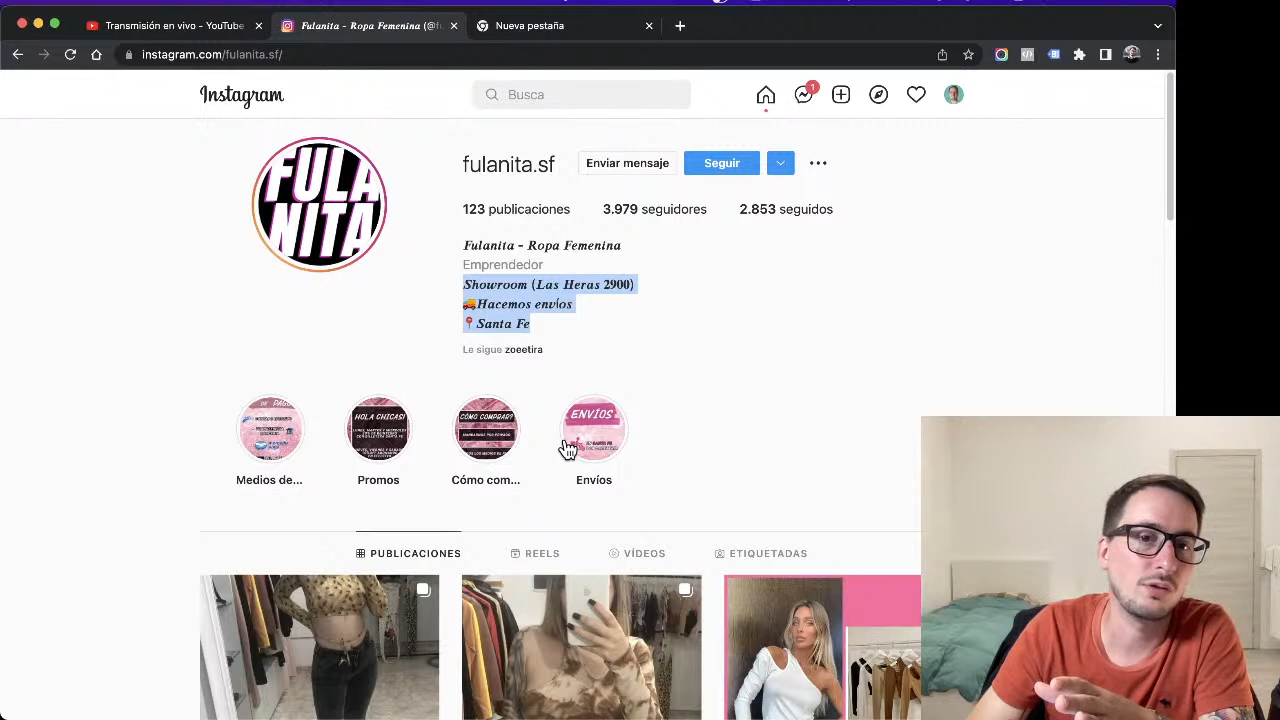 Transmisión en vivo - YouTube
Fulanita - Ropa Femenina (@fu
Nueva pestaña
instagram.com/fulanita.sf/
Instagram
Busca
1
FULA
NITA
fulanita.sf
Enviar mensaje
Seguir
123 publicaciones
3.979 seguidores
2.853 seguidos
Fulanita - Ropa Femenina
Emprendedor
Showroom (Las Heras 2900)
🚚Hacemos envíos
📍Santa Fe
Le sigue zoeetira
HOLA CHICAS!
CÓMO COMPRAR?
ENVÍOS
Medios de...
Promos
Cómo com...
Envíos
PUBLICACIONES
REELS
VÍDEOS
ETIQUETADAS